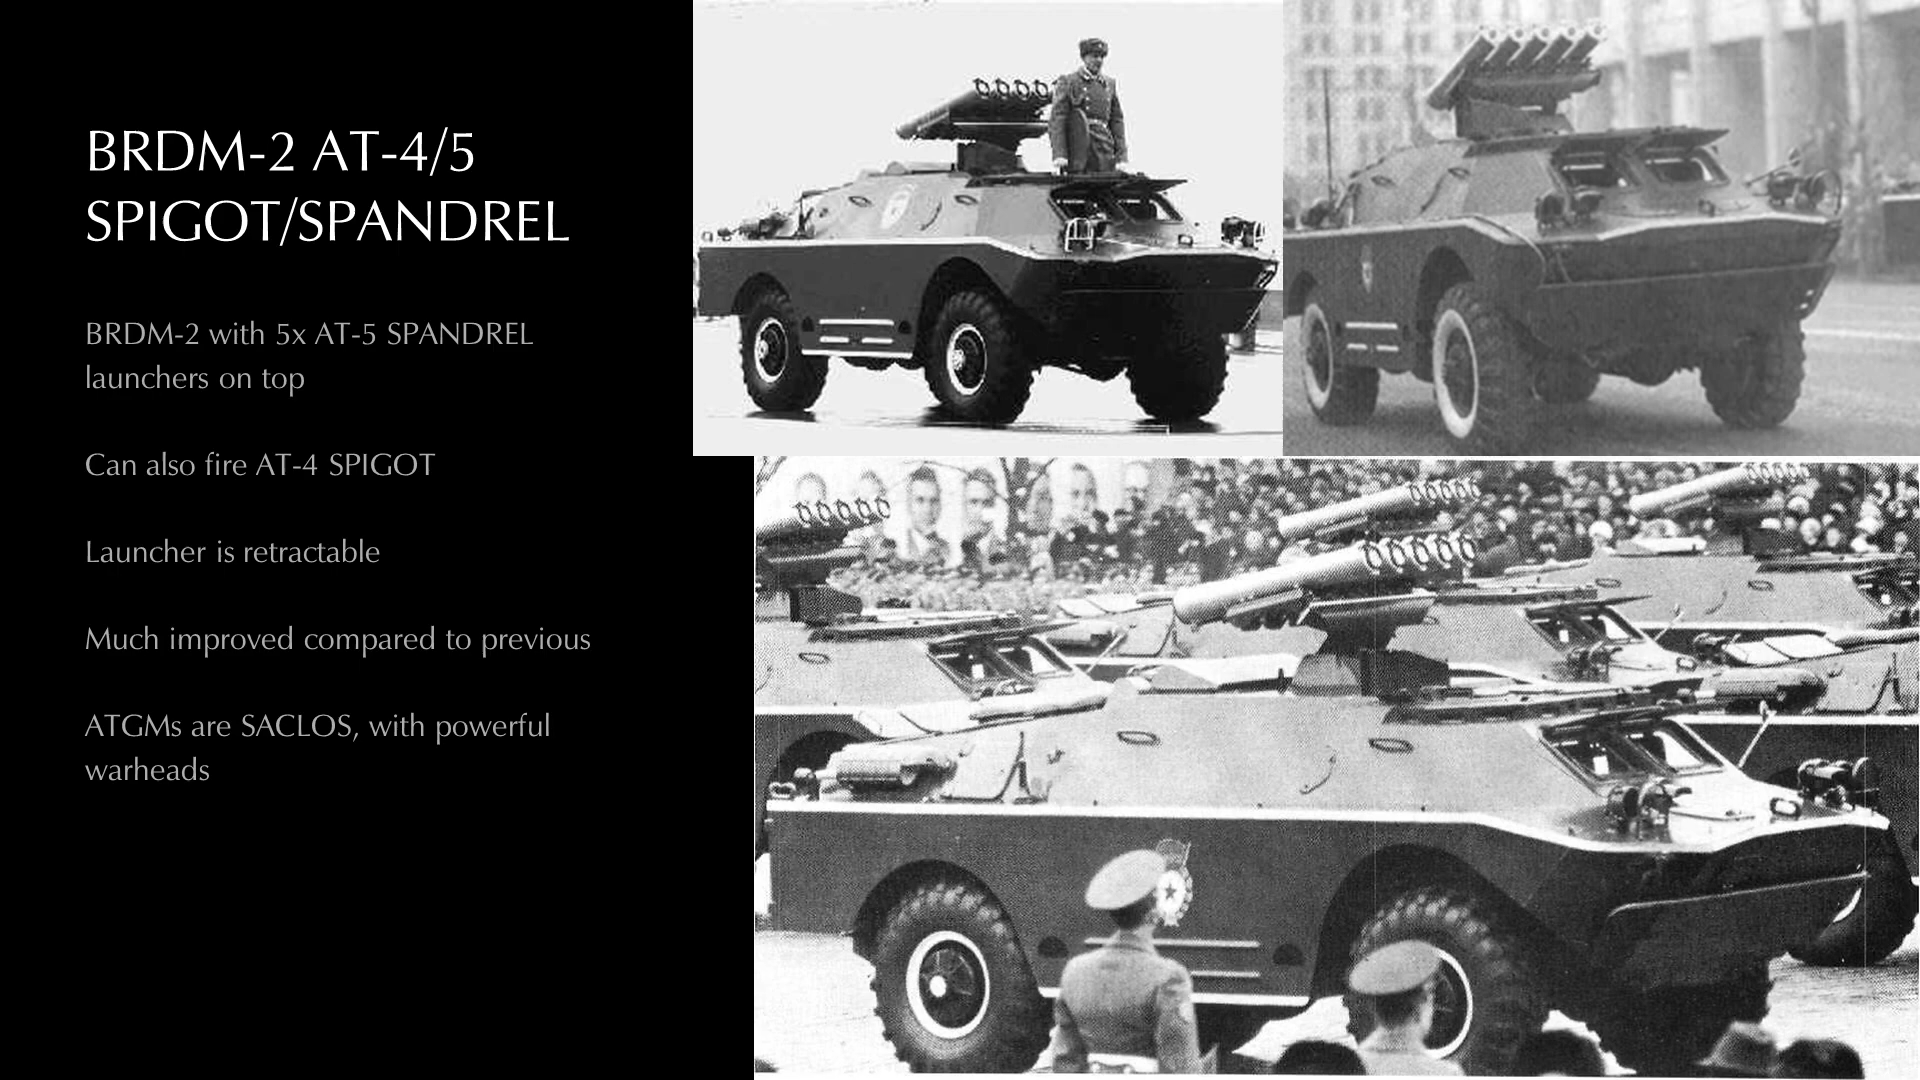 BRDM-2 AT-4/5
SPIGOT/SPANDREL
BRDM-2 with 5x AT-5 SPANDREL
launchers on top
Can also fire AT-4 SPIGOT
Launcher is retractable
Much improved compared to previous
ATGMs are SACLOS, with powerful
warheads